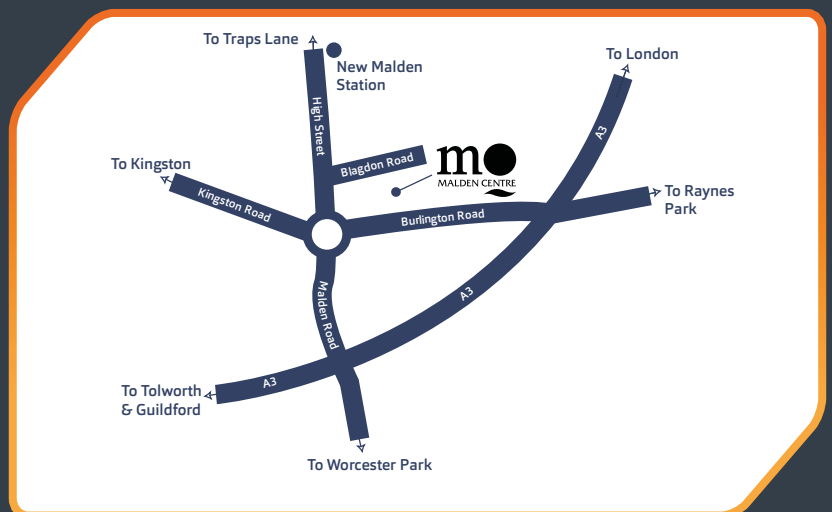 To Traps Lane
New Malden
Station
To London
High Street
A3
Blagdon Road
mo
MALDEN CENTRE
To Kingston
Kingston Road
To Raynes
Park
Burlington Road
Malden Road
A3
A3
To Tolworth
& Guildford
To Worcester Park